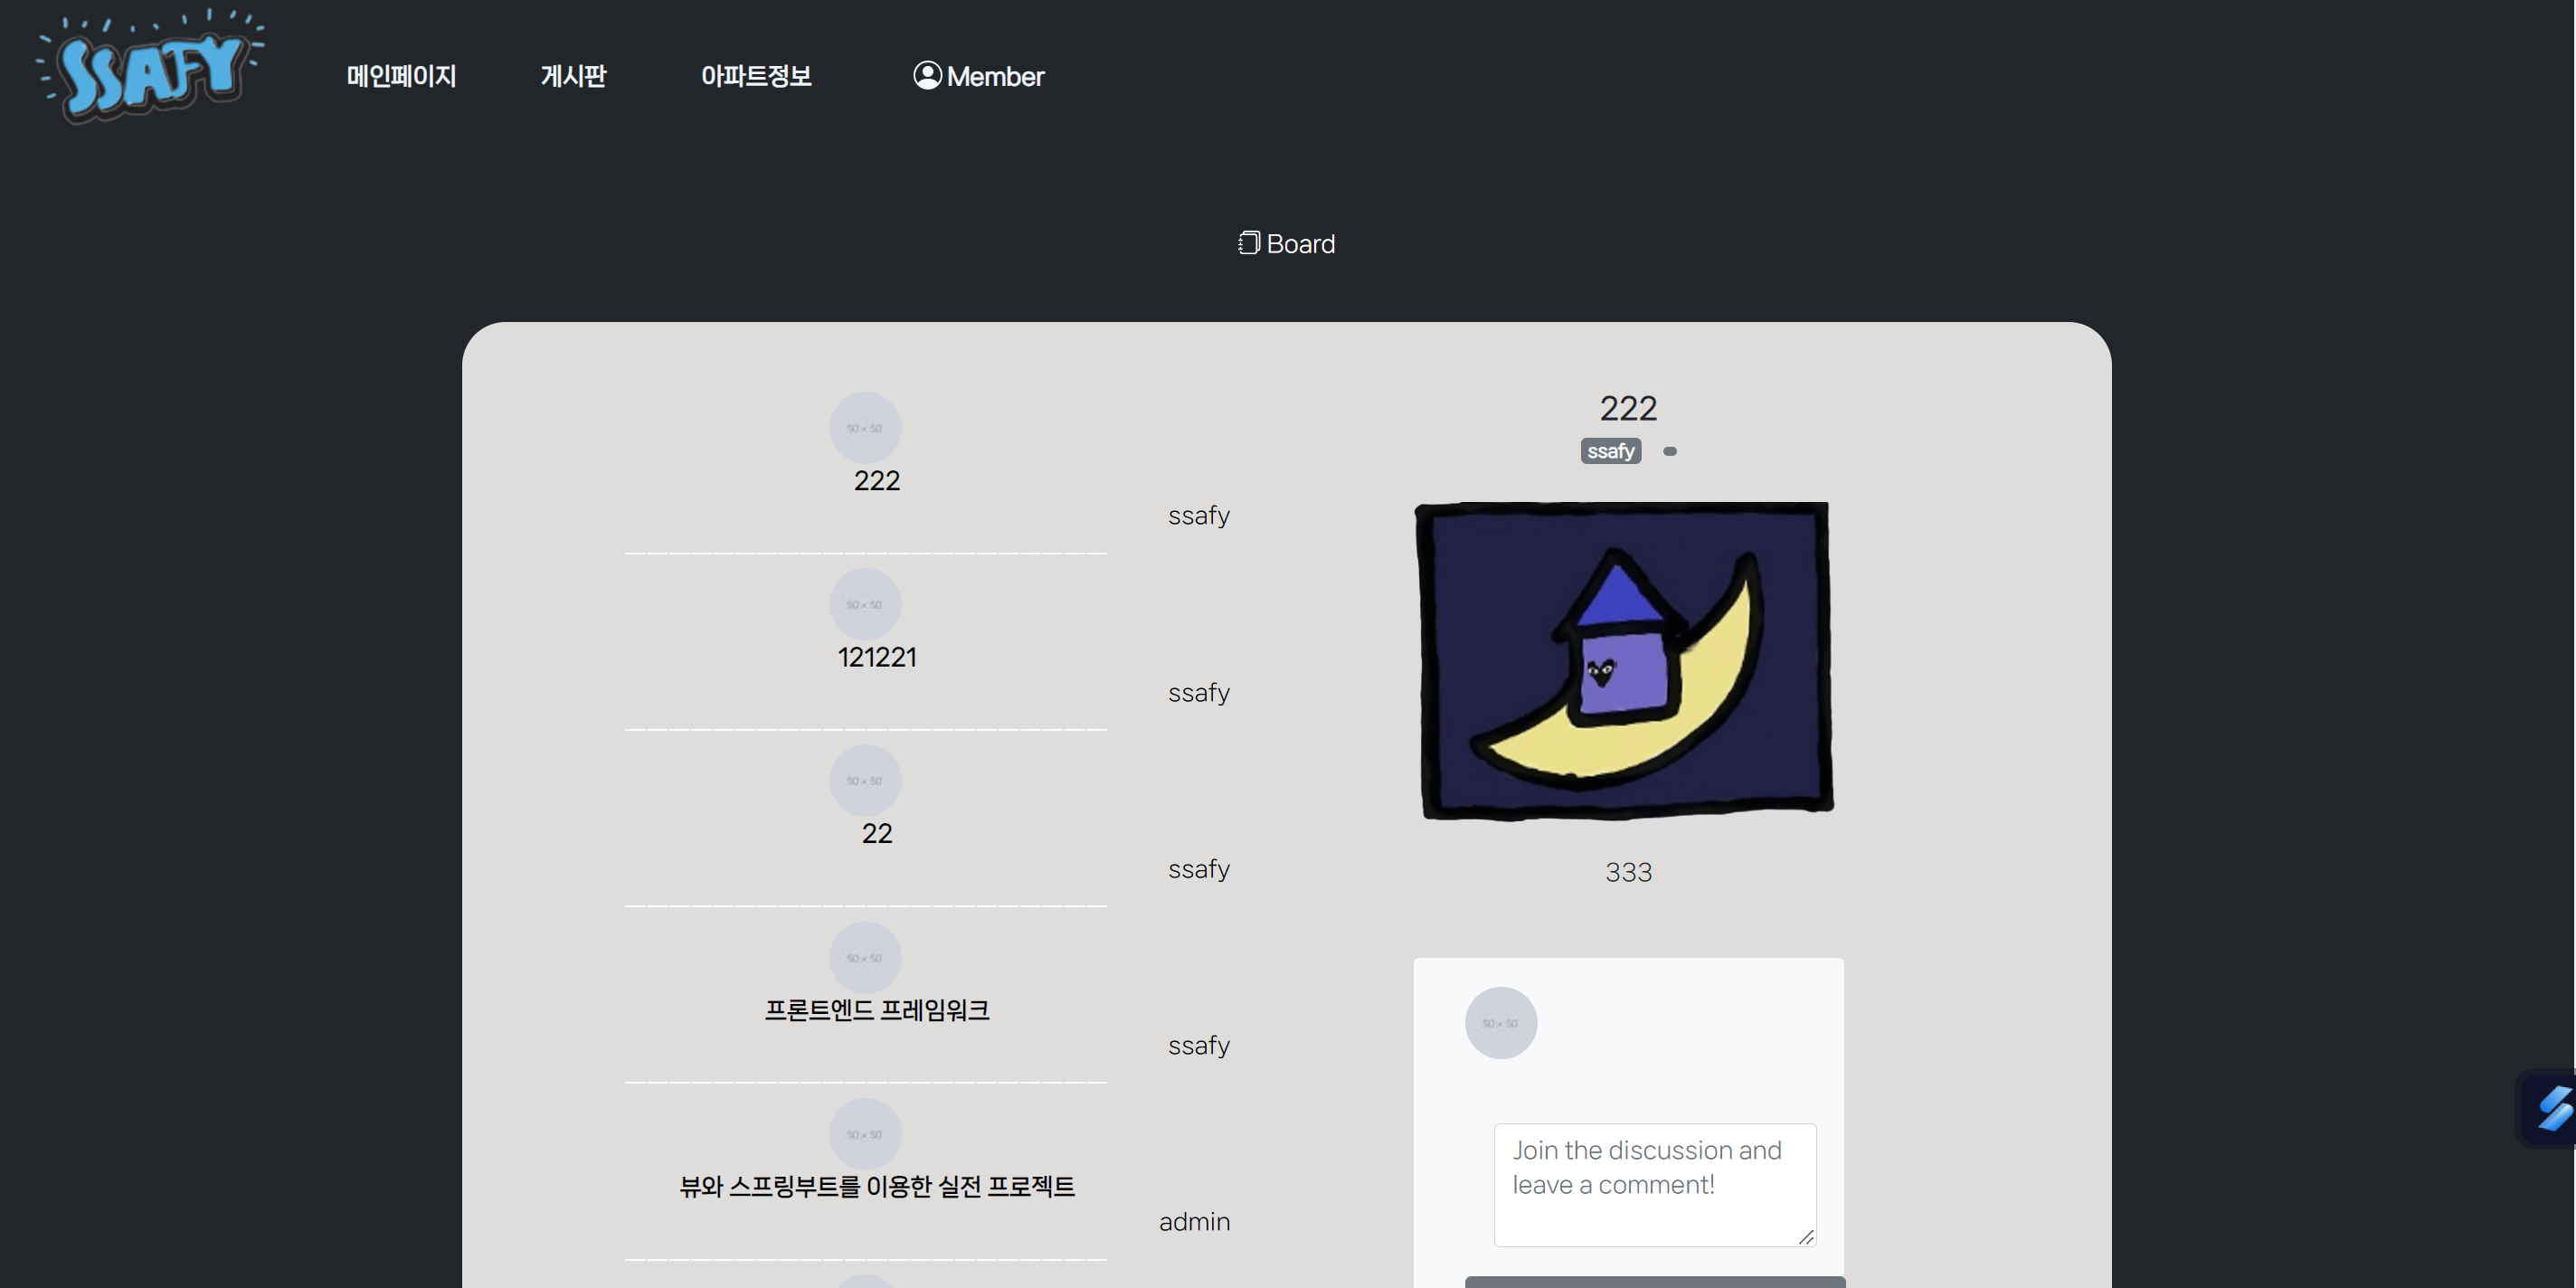 SSAFY
메인페이지
게시판
아파트정보
Member
Board
50 × 50
222
ssafy
50 × 50
121221
ssafy
50 × 50
22
ssafy
50 × 50
프론트엔드 프레임워크
ssafy
50 × 50
뷰와 스프링부트를 이용한 실전 프로젝트
admin
222
ssafy
333
50 × 50
Join the discussion and
leave a comment!